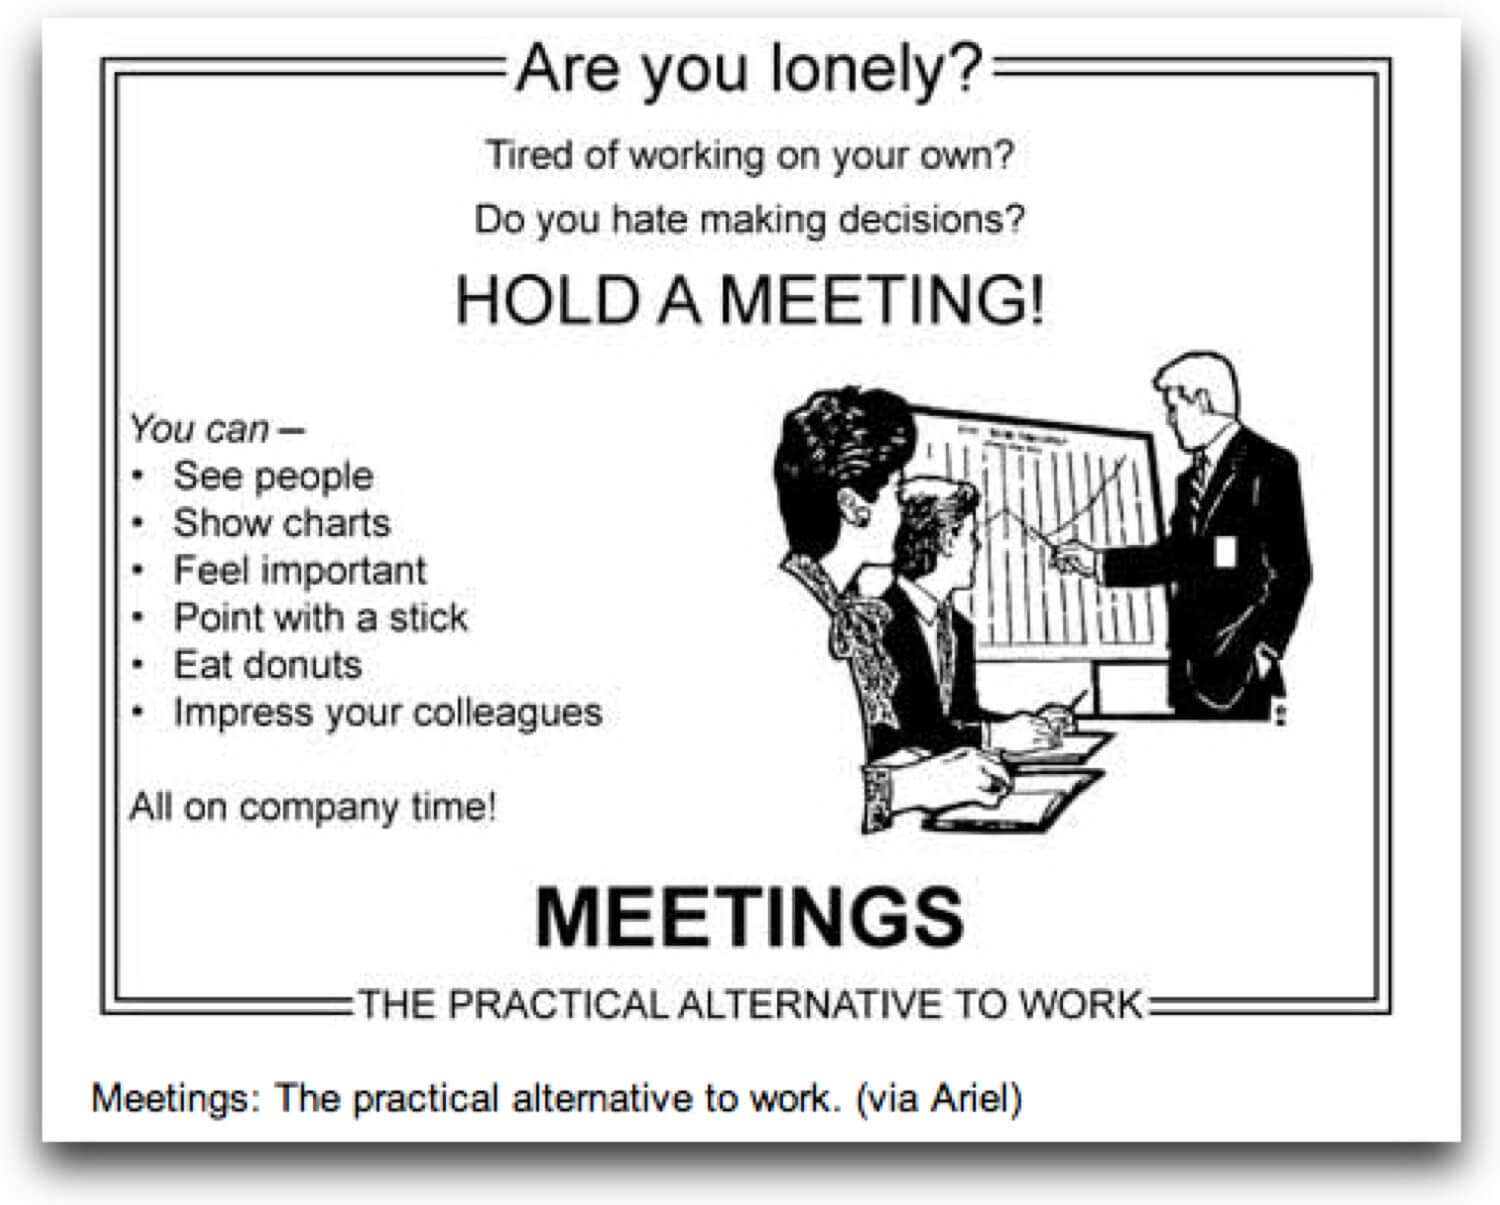 Are you lonely?
Tired of working on your own?
Do you hate making decisions?
HOLD A MEETING!
You can –
• See people
• Show charts
• Feel important
• Point with a stick
• Eat donuts
• Impress your colleagues
All on company time!
MEETINGS
THE PRACTICAL ALTERNATIVE TO WORK
Meetings: The practical alternative to work. (via Ariel)